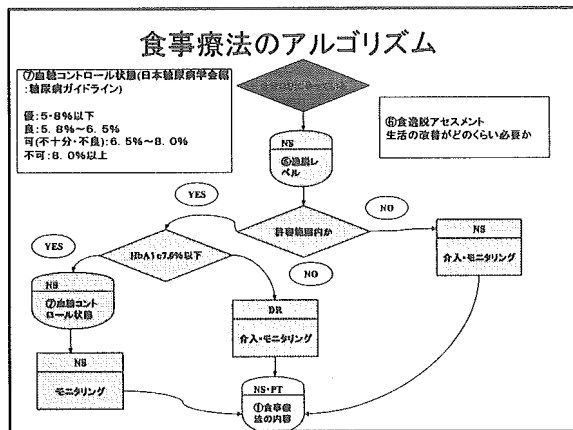 食事療法のアルゴリズム
⑦血糖コントロール状態(日本糖尿病学会編
:糖尿病ガイドライン)
優:5・8%以下
良:5.8%～6.5%
可(不十分・不良):6.5%～8.0%
不可:8.0%以上
⑥食逸脱アセスメント
生活の改善がどのくらい必要か
NS
⑥逸脱レ
ベル
YES
NO
許容範囲内か
NS
介入・モニタリング
YES
HbA1c7.6%以下
NO
NS
⑦血糖コント
ロール状態
DR
介入・モニタリング
NS
モニタリング
NS・PT
①食事療
法の内容